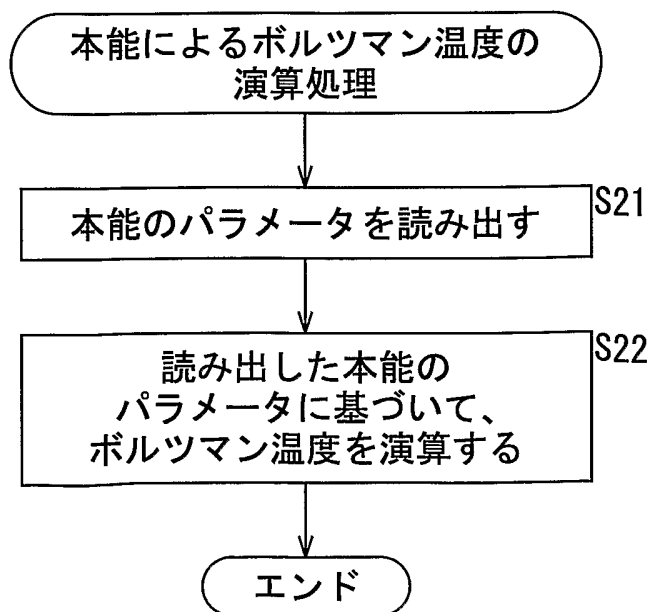 本能によるボルツマン温度の
演算処理
本能のパラメータを読み出す
S21
読み出した本能の
パラメータに基づいて、
ボルツマン温度を演算する
S22
エンド